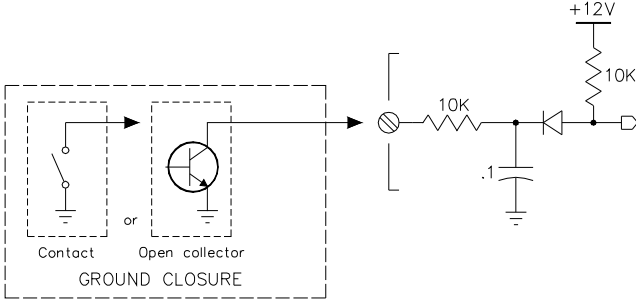 +12V
10K
10K
.1
or
Contact
Open collector
GROUND CLOSURE